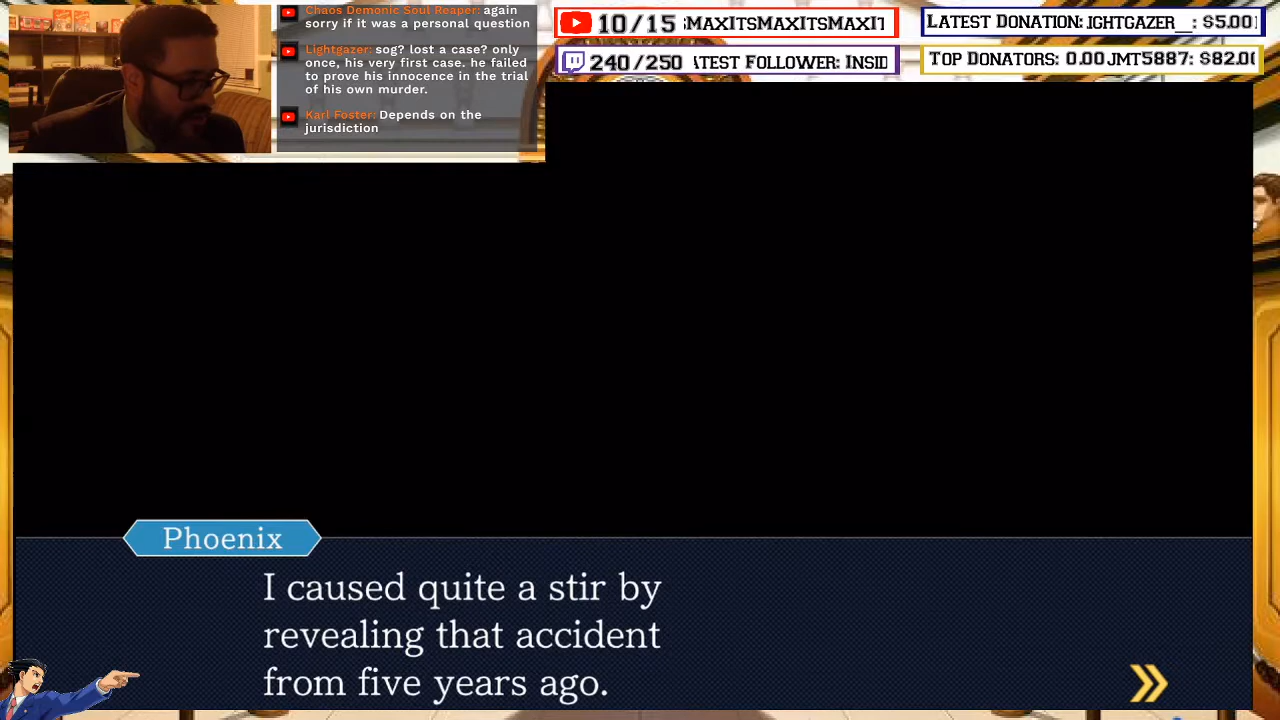 Chaos Demonic Soul Reaper: again
sorry if it was a personal question
Lightgazer: sog? lost a case? only
once, his very first case. he failed
to prove his innocence in the trial
of his own murder.
Karl Foster: Depends on the
jurisdiction
10/15 :MAXITSMAXITSMAXI
240/250 ATEST FOLLOWER: INSID
LATEST DONATION: IGHTGAZER__: $5.00
TOP DONATORS: 0.00 JMT5887: $82.0
Phoenix
I caused quite a stir by
revealing that accident
from five years ago.